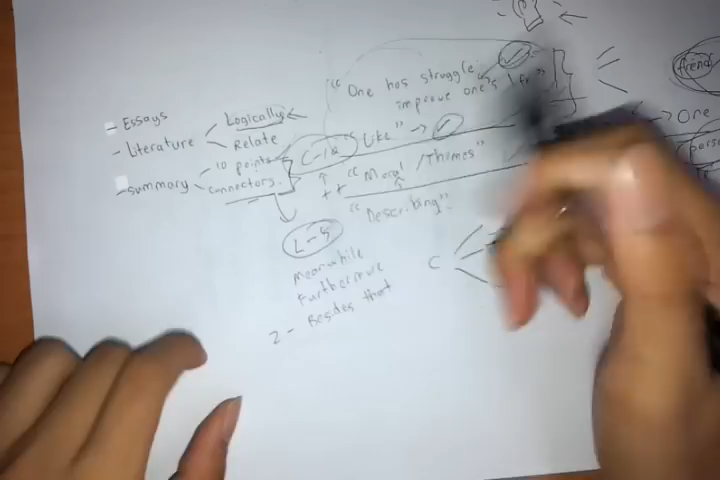 "One has struggle
improve one's life"
- Essays
- Literature
Logically
Relate
- summary
10 points
connectors.
"Like" →
"Moral /Themes"
"Describing".
L-5
Meanwhile
Furthermore
2 - Besides that
C
friend
→ One